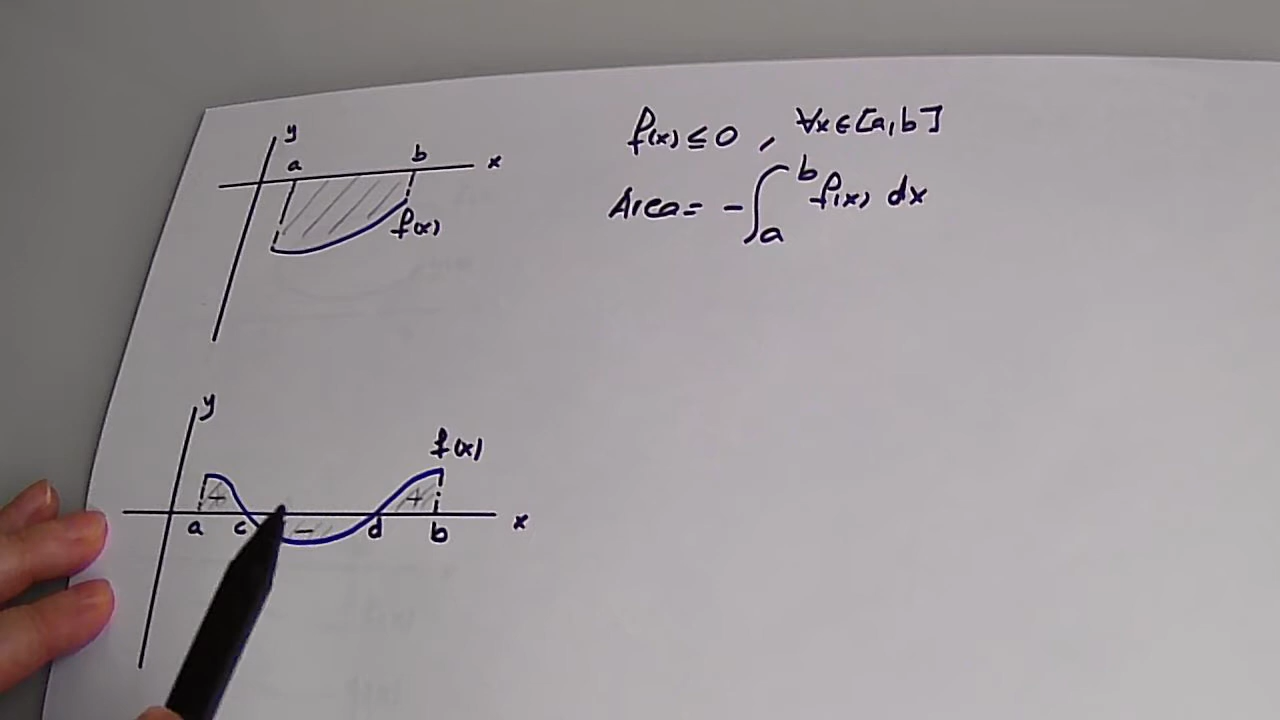 y
a b x
f(x)
f(x) ≤ 0 , ∀x∈[a,b]
Area = - ∫_a^b f(x) dx
y
f(x)
+ - +
a c d b x